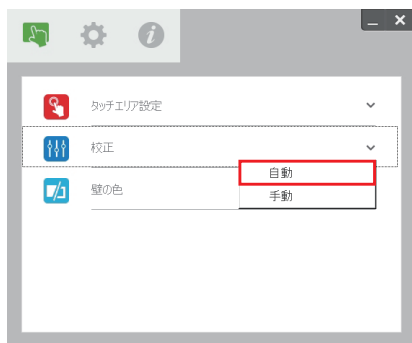 タッチエリア設定
校正
自動
手動
壁の色